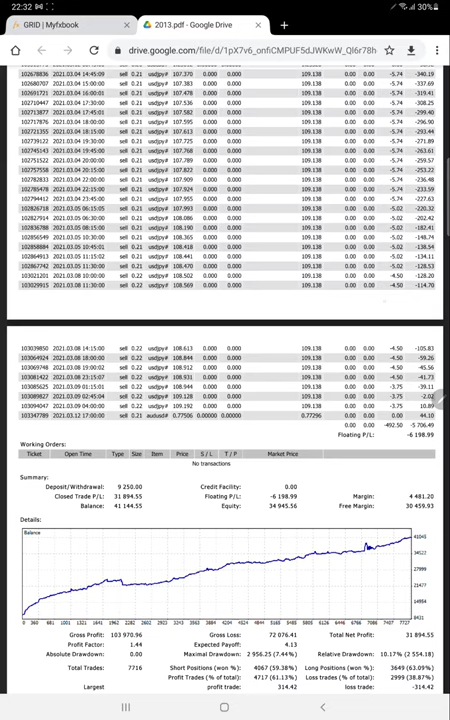 22:32
30%
GRID | Myfxbook
2013.pdf - Google Drive
drive.google.com/file/d/1pX7v6_onfiCMPUF5dJWKwW_Ql6r78h
102678836 2021.03.04 14:45:09 sell 0.21 usdjpy# 107.370 0.000 0.000 109.138 0.00 0.00 -5.74 -340.19
102680707 2021.03.04 15:00:00 sell 0.21 usdjpy# 107.383 0.000 0.000 109.138 0.00 0.00 -5.74 -337.69
102691721 2021.03.04 16:00:01 sell 0.21 usdjpy# 107.478 0.000 0.000 109.138 0.00 0.00 -5.74 -319.41
102710447 2021.03.04 17:30:00 sell 0.21 usdjpy# 107.536 0.000 0.000 109.138 0.00 0.00 -5.74 -308.25
102713877 2021.03.04 17:45:01 sell 0.21 usdjpy# 107.582 0.000 0.000 109.138 0.00 0.00 -5.74 -299.40
102717876 2021.03.04 18:00:00 sell 0.21 usdjpy# 107.595 0.000 0.000 109.138 0.00 0.00 -5.74 -296.90
102721355 2021.03.04 18:15:00 sell 0.21 usdjpy# 107.613 0.000 0.000 109.138 0.00 0.00 -5.74 -293.44
102739122 2021.03.04 19:30:00 sell 0.21 usdjpy# 107.725 0.000 0.000 109.138 0.00 0.00 -5.74 -271.89
102745143 2021.03.04 19:45:00 sell 0.21 usdjpy# 107.768 0.000 0.000 109.138 0.00 0.00 -5.74 -263.61
102751522 2021.03.04 20:00:00 sell 0.21 usdjpy# 107.789 0.000 0.000 109.138 0.00 0.00 -5.74 -259.57
102757558 2021.03.04 20:15:00 sell 0.21 usdjpy# 107.822 0.000 0.000 109.138 0.00 0.00 -5.74 -253.22
102782833 2021.03.04 22:00:00 sell 0.21 usdjpy# 107.909 0.000 0.000 109.138 0.00 0.00 -5.74 -236.48
102785478 2021.03.04 22:15:00 sell 0.21 usdjpy# 107.924 0.000 0.000 109.138 0.00 0.00 -5.74 -233.59
102794412 2021.03.04 23:45:00 sell 0.21 usdjpy# 107.955 0.000 0.000 109.138 0.00 0.00 -5.74 -227.63
102826718 2021.03.05 06:15:05 sell 0.21 usdjpy# 107.993 0.000 0.000 109.138 0.00 0.00 -5.02 -220.32
102827914 2021.03.05 06:30:00 sell 0.21 usdjpy# 108.086 0.000 0.000 109.138 0.00 0.00 -5.02 -202.42
102836788 2021.03.05 08:15:00 sell 0.21 usdjpy# 108.190 0.000 0.000 109.138 0.00 0.00 -5.02 -182.41
102856549 2021.03.05 10:30:00 sell 0.21 usdjpy# 108.365 0.000 0.000 109.138 0.00 0.00 -5.02 -148.74
102858884 2021.03.05 10:45:01 sell 0.21 usdjpy# 108.418 0.000 0.000 109.138 0.00 0.00 -5.02 -138.54
102864913 2021.03.05 11:15:02 sell 0.21 usdjpy# 108.441 0.000 0.000 109.138 0.00 0.00 -5.02 -134.11
102867742 2021.03.05 11:30:00 sell 0.21 usdjpy# 108.470 0.000 0.000 109.138 0.00 0.00 -5.02 -128.53
103021201 2021.03.08 10:00:00 sell 0.22 usdjpy# 108.502 0.000 0.000 109.138 0.00 0.00 -4.50 -128.20
103029915 2021.03.08 11:30:00 sell 0.22 usdjpy# 108.569 0.000 0.000 109.138 0.00 0.00 -4.50 -114.70
103039850 2021.03.08 14:15:00 sell 0.22 usdjpy# 108.613 0.000 0.000 109.138 0.00 0.00 -4.50 -105.83
103064924 2021.03.08 18:00:00 sell 0.22 usdjpy# 108.844 0.000 0.000 109.138 0.00 0.00 -4.50 -59.26
103069748 2021.03.08 19:00:02 sell 0.22 usdjpy# 108.912 0.000 0.000 109.138 0.00 0.00 -4.50 -45.56
103081422 2021.03.08 23:15:07 sell 0.22 usdjpy# 108.931 0.000 0.000 109.138 0.00 0.00 -4.50 -41.73
103085625 2021.03.09 01:15:01 sell 0.22 usdjpy# 108.944 0.000 0.000 109.138 0.00 0.00 -3.75 -39.11
103089827 2021.03.09 02:45:04 sell 0.22 usdjpy# 109.128 0.000 0.000 109.138 0.00 0.00 -3.75 -2.02
103094047 2021.03.09 04:00:00 sell 0.22 usdjpy# 109.192 0.000 0.000 109.138 0.00 0.00 -3.75 10.89
103347789 2021.03.12 17:00:00 sell 0.21 audusd# 0.77506 0.00000 0.00000 0.77296 0.00 0.00 0.00 44.10
0.00 0.00 -492.50 -5 706.49
Floating P/L: -6 198.99
Working Orders:
Ticket Open Time Type Size Item Price S / L T / P Market Price
No transactions
Summary:
Deposit/Withdrawal: 9 250.00 Credit Facility: 0.00
Closed Trade P/L: 31 894.55 Floating P/L: -6 198.99 Margin: 4 481.20
Balance: 41 144.55 Equity: 34 945.56 Free Margin: 30 459.93
Details:
Balance
41045
34522
27999
21477
14954
8431
0 360 681 1001 1321 1641 1962 2282 2602 2922 3243 3563 3883 4204 4524 4844 5165 5485 5805 6126 6446 6766 7086 7407 7727
Gross Profit: 103 970.96 Gross Loss: 72 076.41 Total Net Profit: 31 894.55
Profit Factor: 1.44 Expected Payoff: 4.13
Absolute Drawdown: 0.00 Maximal Drawdown: 2 956.25 (7.44%) Relative Drawdown: 10.17% (2 554.18)
Total Trades: 7716 Short Positions (won %): 4067 (59.38%) Long Positions (won %): 3649 (63.09%)
Profit Trades (% of total): 4717 (61.13%) Loss trades (% of total): 2999 (38.87%)
Largest profit trade: 314.42 loss trade: -314.42